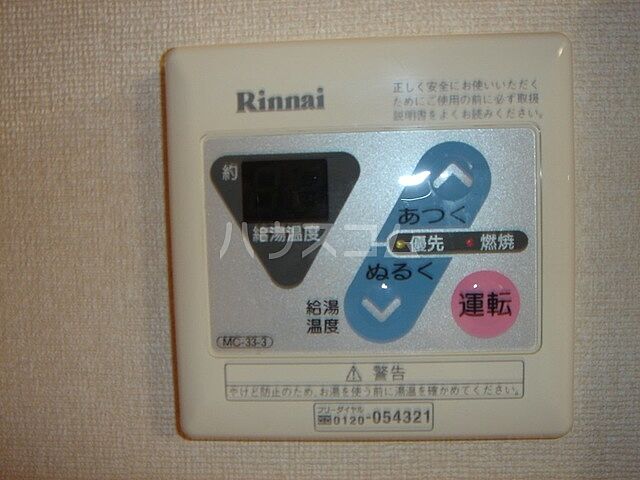 Rinnai
正しく安全にお使いいただく
ためにご使用の前に必ず取扱
説明書をよくお読みください。
約
給湯温度
あつく
優先 燃焼
ぬるく
給湯
温度
運転
MC-33-3
⚠ 警告
やけど防止のため、お湯を使う前に湯温を確かめてください。
フリーダイヤル
0120-054321